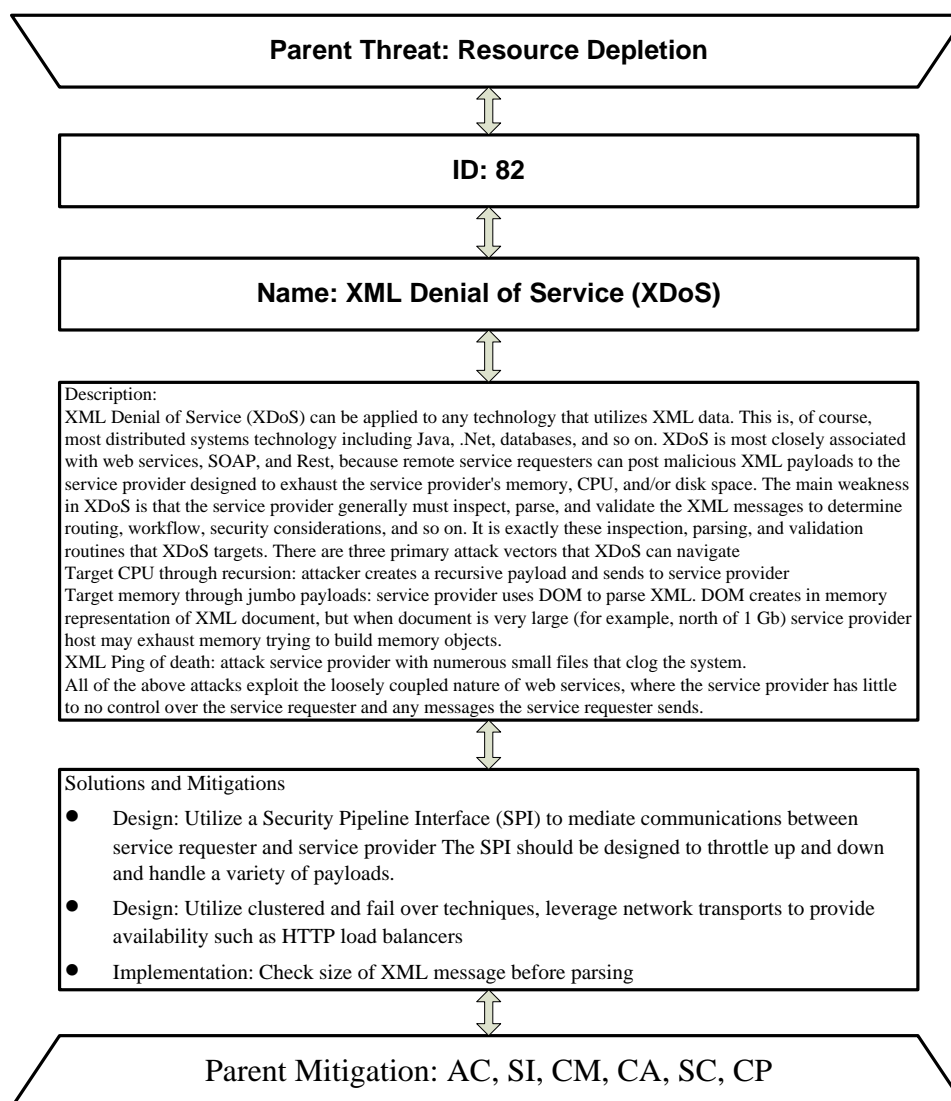 Parent Threat: Resource Depletion
ID: 82
Name: XML Denial of Service (XDoS)
Description:
XML Denial of Service (XDoS) can be applied to any technology that utilizes XML data. This is, of course,
most distributed systems technology including Java, .Net, databases, and so on. XDoS is most closely associated
with web services, SOAP, and Rest, because remote service requesters can post malicious XML payloads to the
service provider designed to exhaust the service provider's memory, CPU, and/or disk space. The main weakness
in XDoS is that the service provider generally must inspect, parse, and validate the XML messages to determine
routing, workflow, security considerations, and so on. It is exactly these inspection, parsing, and validation
routines that XDoS targets. There are three primary attack vectors that XDoS can navigate
Target CPU through recursion: attacker creates a recursive payload and sends to service provider
Target memory through jumbo payloads: service provider uses DOM to parse XML. DOM creates in memory
representation of XML document, but when document is very large (for example, north of 1 Gb) service provider
host may exhaust memory trying to build memory objects.
XML Ping of death: attack service provider with numerous small files that clog the system.
All of the above attacks exploit the loosely coupled nature of web services, where the service provider has little
to no control over the service requester and any messages the service requester sends.
Solutions and Mitigations
● Design: Utilize a Security Pipeline Interface (SPI) to mediate communications between
service requester and service provider The SPI should be designed to throttle up and down
and handle a variety of payloads.
● Design: Utilize clustered and fail over techniques, leverage network transports to provide
availability such as HTTP load balancers
● Implementation: Check size of XML message before parsing
Parent Mitigation: AC, SI, CM, CA, SC, CP